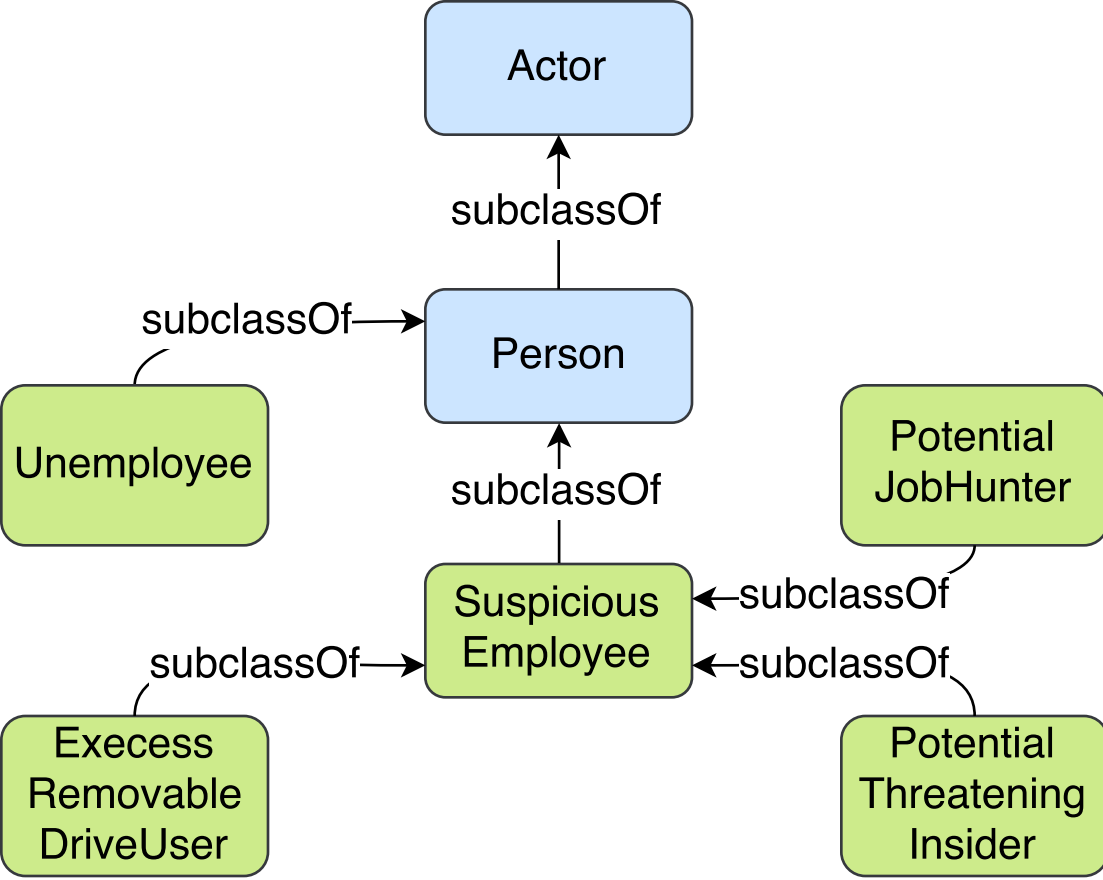 Actor
subclassOf
subclassOf
Person
Unemployee
Potential
JobHunter
subclassOf
Suspicious
Employee
subclassOf
subclassOf
subclassOf
Execess
Removable
DriveUser
Potential
Threatening
Insider